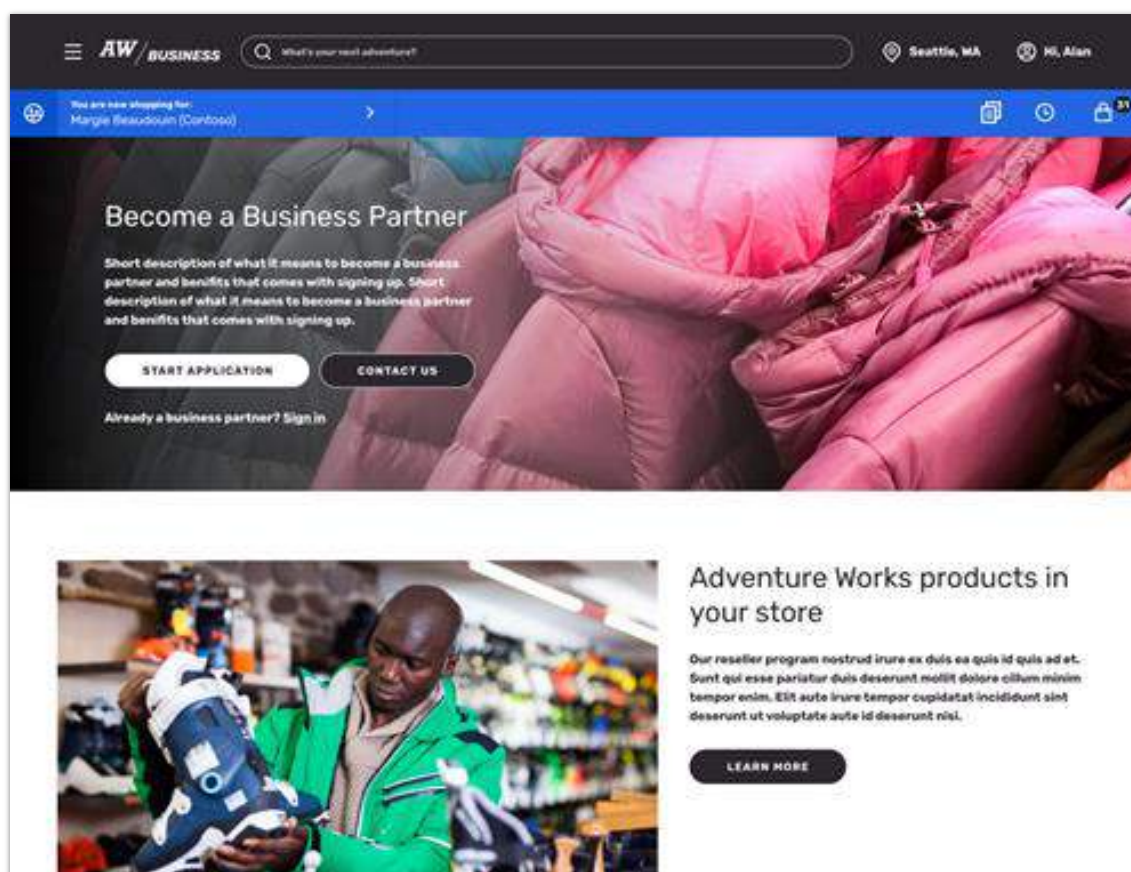 AW/BUSINESS
What's your next adventure?
Seattle, WA
Hi, Alan
You are now shopping for:
Margie Beaudouin (Contoso)
31
Become a Business Partner
Short description of what it means to become a business
partner and benifits that comes with signing up. Short
description of what it means to become a business partner
and benifits that comes with signing up.
START APPLICATION
CONTACT US
Already a business partner? Sign in
Adventure Works products in
your store
Our reseller program nostrud irure ex duis ea quis id quis ad et.
Sunt qui esse pariatur duis deserunt mollit dolore cillum minim
tempor enim. Elit aute irure tempor cupidatat incididunt sint
deserunt ut voluptate aute id deserunt nisi.
LEARN MORE